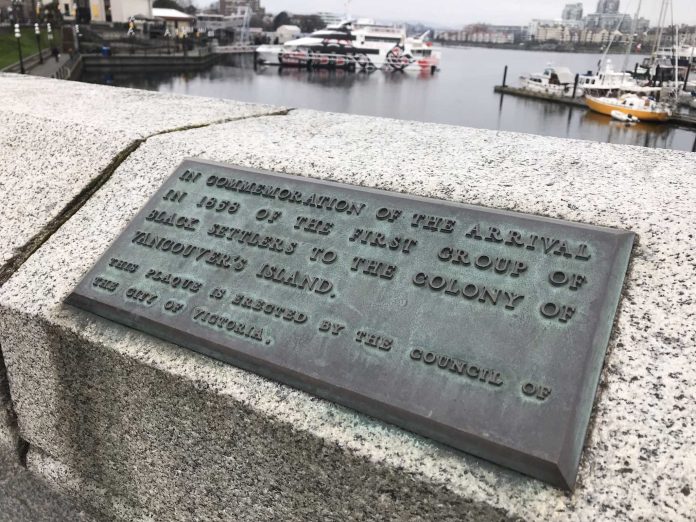 IN COMMEMORATION OF THE ARRIVAL
IN 1858 OF THE FIRST GROUP OF
BLACK SETTLERS TO THE COLONY OF
VANCOUVER'S ISLAND.
THIS PLAQUE IS ERECTED BY THE COUNCIL OF
THE CITY OF VICTORIA.